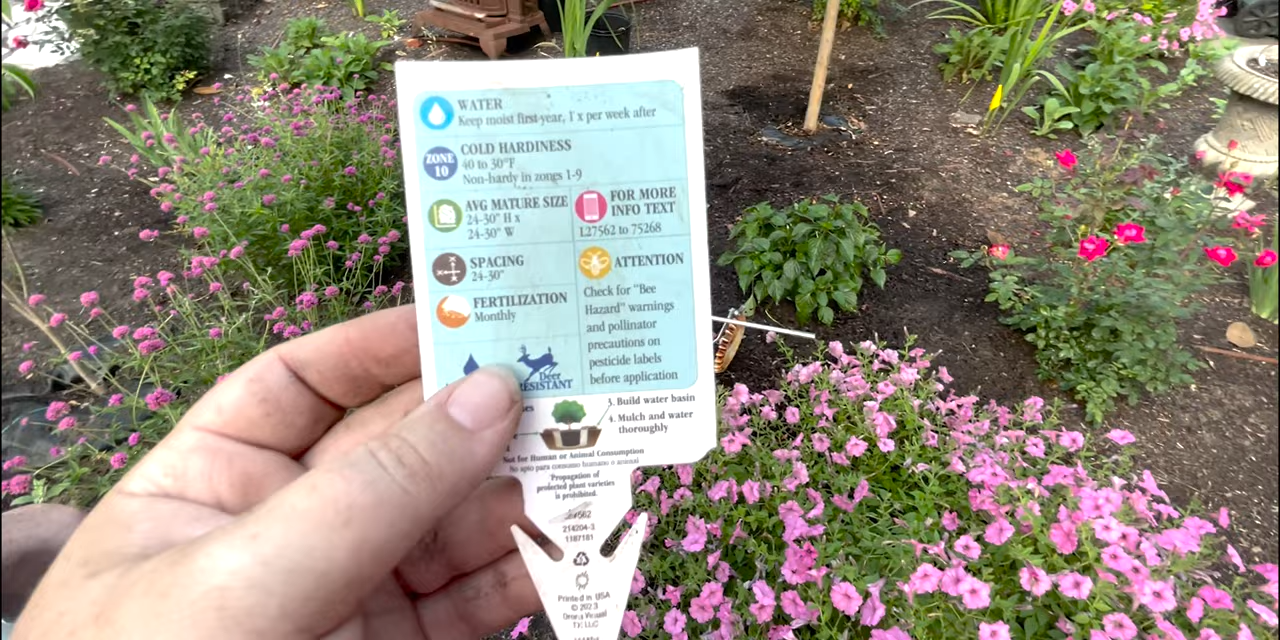 WATER
Keep moist first year, 1 x per week after
ZONE 10
COLD HARDINESS
40 to 30°F
Non-hardy in zones 1-9
AVG MATURE SIZE
24-30" H x
24-30" W
FOR MORE
INFO TEXT
127562 to 75268
SPACING
24-30"
FERTILIZATION
Monthly
ATTENTION
Check for "Bee
Hazard" warnings
and pollinator
precautions on
pesticide labels
before application
Deer
RESISTANT
3. Build water basin
4. Mulch and water
thoroughly
Not for Human or Animal Consumption
No apto para consumo humano o animal
Propagation of
protected plant varieties
is prohibited.
214204-3
1187181
Printed in USA
© 2023